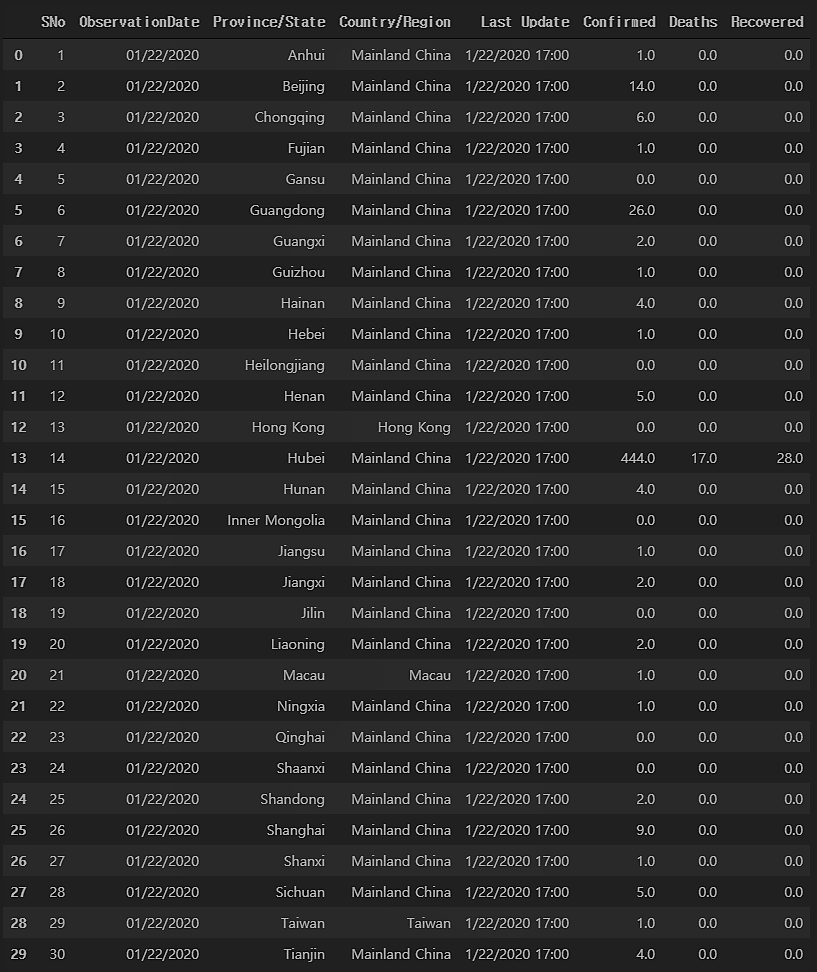 SNo ObservationDate Province/State Country/Region Last Update Confirmed Deaths Recovered
0 1 01/22/2020 Anhui Mainland China 1/22/2020 17:00 1.0 0.0 0.0
1 2 01/22/2020 Beijing Mainland China 1/22/2020 17:00 14.0 0.0 0.0
2 3 01/22/2020 Chongqing Mainland China 1/22/2020 17:00 6.0 0.0 0.0
3 4 01/22/2020 Fujian Mainland China 1/22/2020 17:00 1.0 0.0 0.0
4 5 01/22/2020 Gansu Mainland China 1/22/2020 17:00 0.0 0.0 0.0
5 6 01/22/2020 Guangdong Mainland China 1/22/2020 17:00 26.0 0.0 0.0
6 7 01/22/2020 Guangxi Mainland China 1/22/2020 17:00 2.0 0.0 0.0
7 8 01/22/2020 Guizhou Mainland China 1/22/2020 17:00 1.0 0.0 0.0
8 9 01/22/2020 Hainan Mainland China 1/22/2020 17:00 4.0 0.0 0.0
9 10 01/22/2020 Hebei Mainland China 1/22/2020 17:00 1.0 0.0 0.0
10 11 01/22/2020 Heilongjiang Mainland China 1/22/2020 17:00 0.0 0.0 0.0
11 12 01/22/2020 Henan Mainland China 1/22/2020 17:00 5.0 0.0 0.0
12 13 01/22/2020 Hong Kong Hong Kong 1/22/2020 17:00 0.0 0.0 0.0
13 14 01/22/2020 Hubei Mainland China 1/22/2020 17:00 444.0 17.0 28.0
14 15 01/22/2020 Hunan Mainland China 1/22/2020 17:00 4.0 0.0 0.0
15 16 01/22/2020 Inner Mongolia Mainland China 1/22/2020 17:00 0.0 0.0 0.0
16 17 01/22/2020 Jiangsu Mainland China 1/22/2020 17:00 1.0 0.0 0.0
17 18 01/22/2020 Jiangxi Mainland China 1/22/2020 17:00 2.0 0.0 0.0
18 19 01/22/2020 Jilin Mainland China 1/22/2020 17:00 0.0 0.0 0.0
19 20 01/22/2020 Liaoning Mainland China 1/22/2020 17:00 2.0 0.0 0.0
20 21 01/22/2020 Macau Macau 1/22/2020 17:00 1.0 0.0 0.0
21 22 01/22/2020 Ningxia Mainland China 1/22/2020 17:00 1.0 0.0 0.0
22 23 01/22/2020 Qinghai Mainland China 1/22/2020 17:00 0.0 0.0 0.0
23 24 01/22/2020 Shaanxi Mainland China 1/22/2020 17:00 0.0 0.0 0.0
24 25 01/22/2020 Shandong Mainland China 1/22/2020 17:00 2.0 0.0 0.0
25 26 01/22/2020 Shanghai Mainland China 1/22/2020 17:00 9.0 0.0 0.0
26 27 01/22/2020 Shanxi Mainland China 1/22/2020 17:00 1.0 0.0 0.0
27 28 01/22/2020 Sichuan Mainland China 1/22/2020 17:00 5.0 0.0 0.0
28 29 01/22/2020 Taiwan Taiwan 1/22/2020 17:00 1.0 0.0 0.0
29 30 01/22/2020 Tianjin Mainland China 1/22/2020 17:00 4.0 0.0 0.0